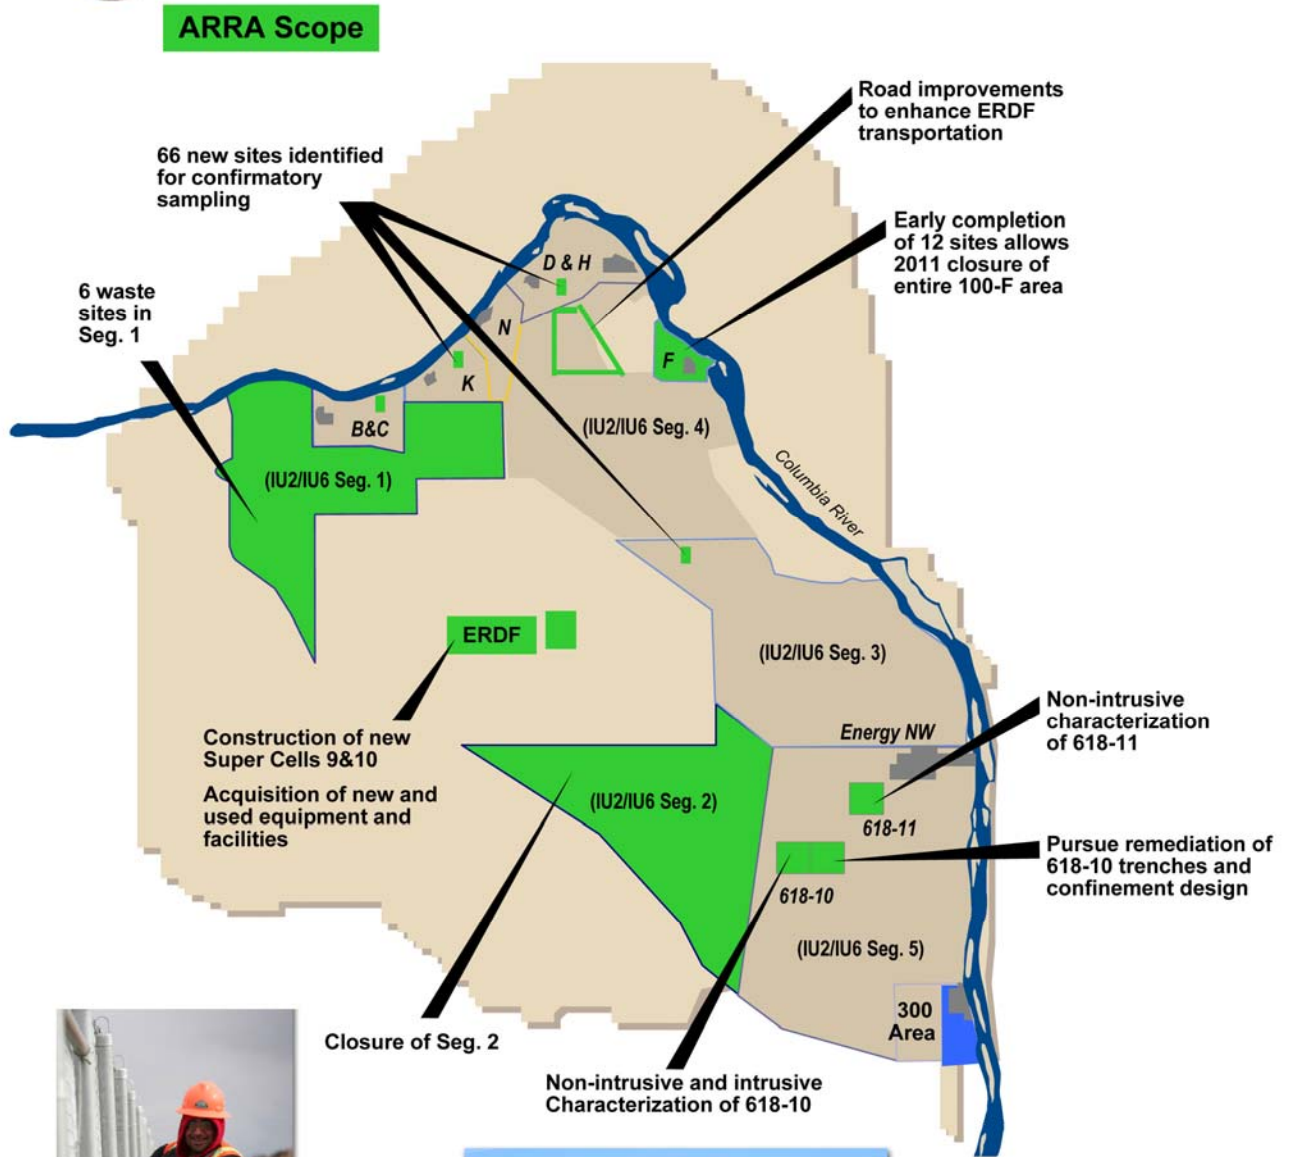 ARRA Scope
Road improvements
to enhance ERDF
transportation
66 new sites identified
for confirmatory
sampling
Early completion
of 12 sites allows
2011 closure of
entire 100-F area
D & H
6 waste
sites in
Seg. 1
N
F
K
B&C
(IU2/IU6 Seg. 4)
(IU2/IU6 Seg. 1)
Columbia River
ERDF
(IU2/IU6 Seg. 3)
Non-intrusive
characterization
of 618-11
Energy NW
Construction of new
Super Cells 9&10
Acquisition of new and
used equipment and
facilities
(IU2/IU6 Seg. 2)
618-11
Pursue remediation of
618-10 trenches and
confinement design
618-10
(IU2/IU6 Seg. 5)
300
Area
Closure of Seg. 2
Non-intrusive and intrusive
Characterization of 618-10